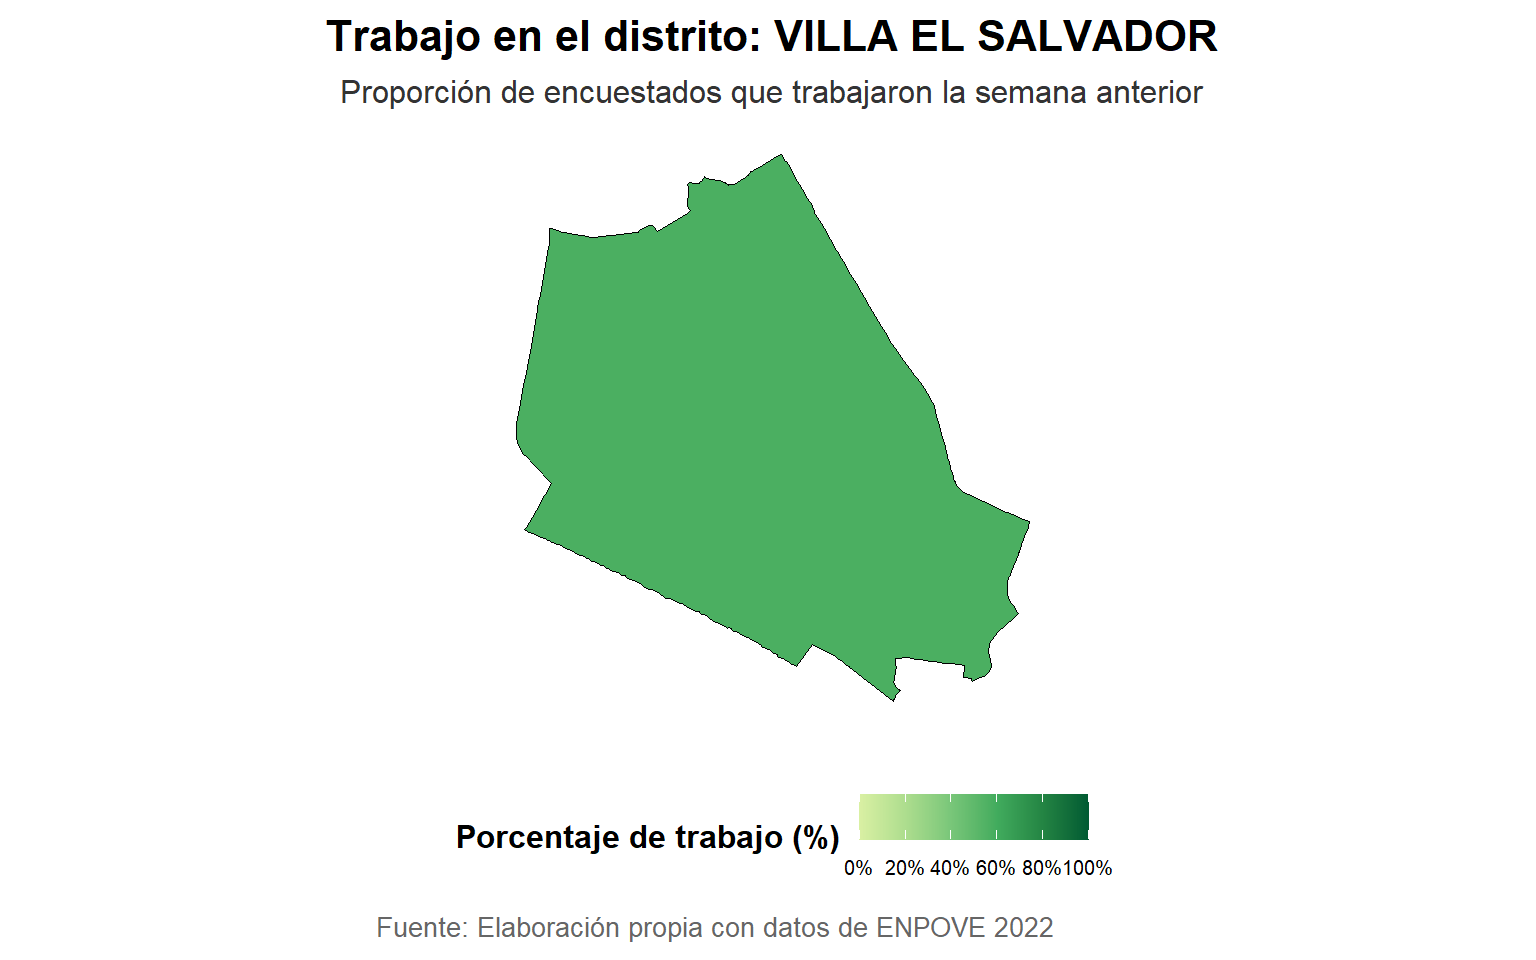 Trabajo en el distrito: VILLA EL SALVADOR
Proporción de encuestados que trabajaron la semana anterior
Porcentaje de trabajo (%)
0% 20% 40% 60% 80% 100%
Fuente: Elaboración propia con datos de ENPOVE 2022